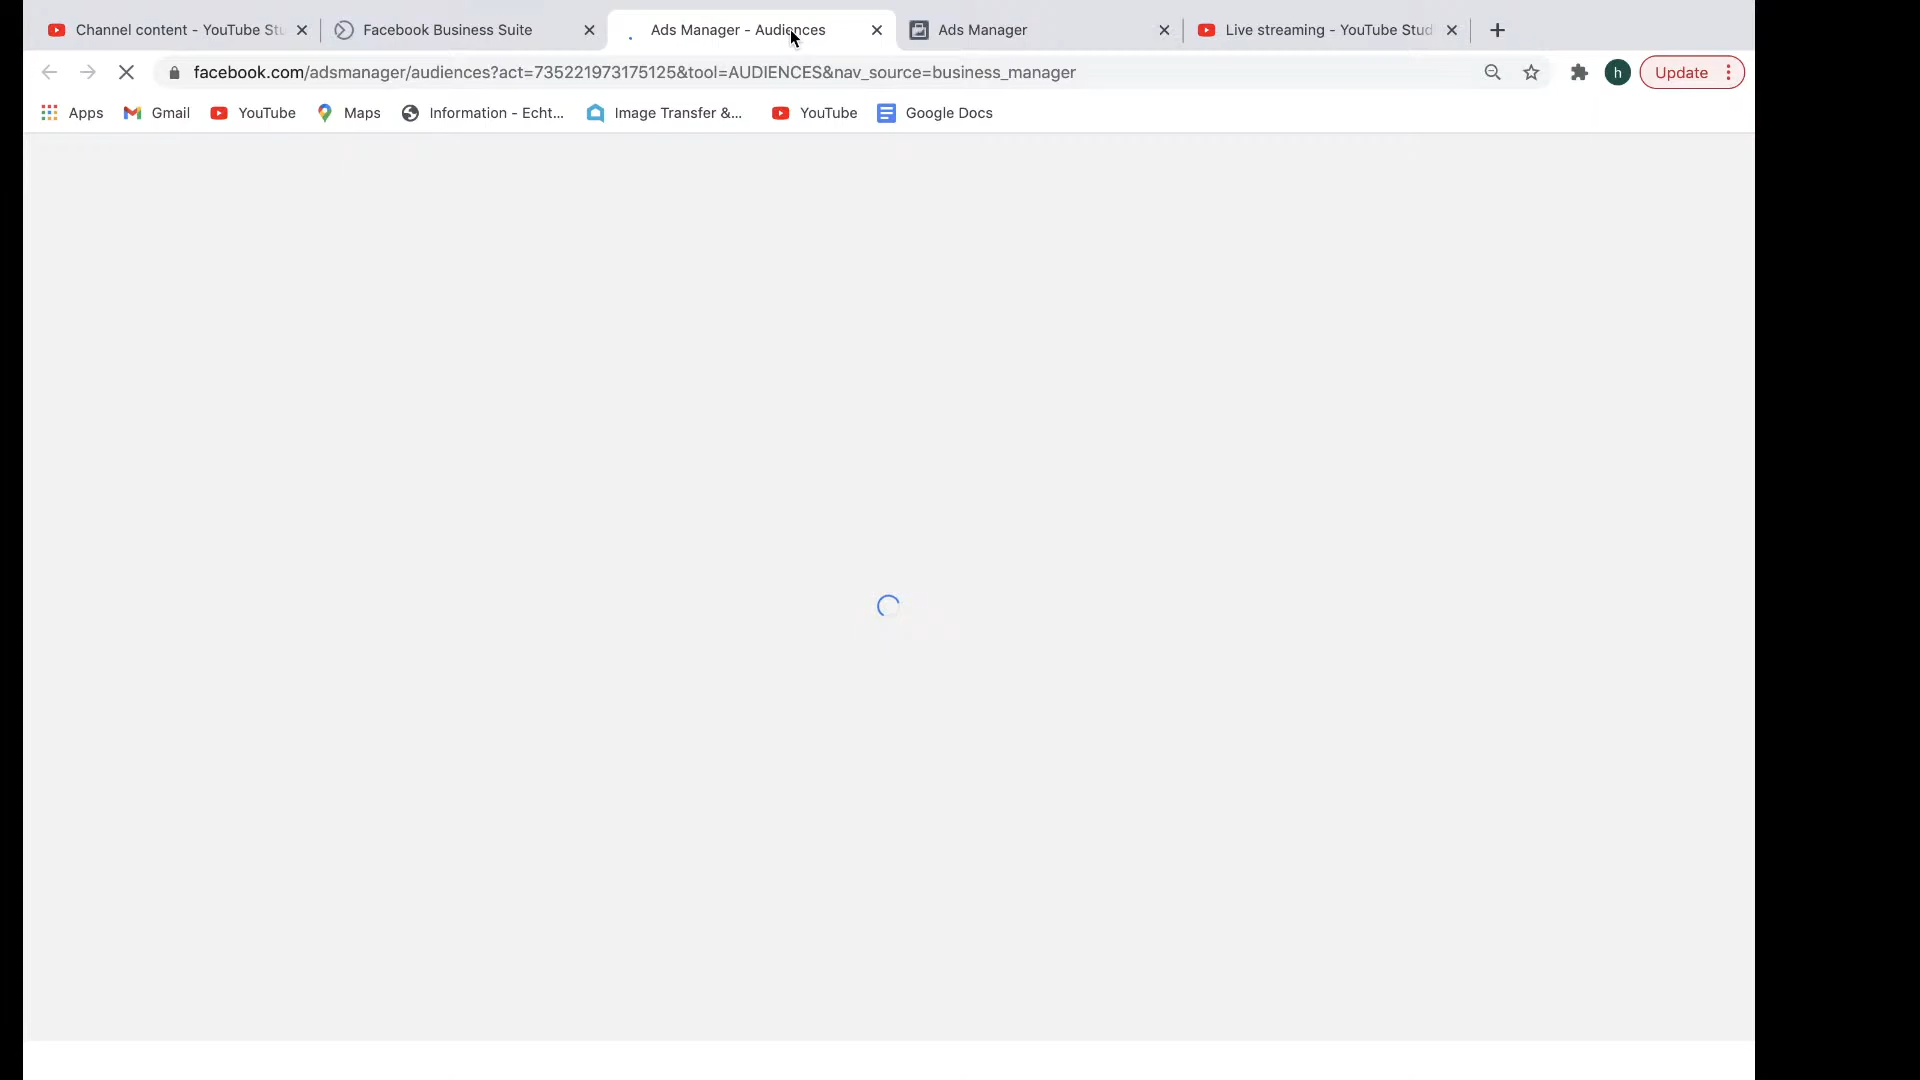 Channel content - YouTube Stu
Facebook Business Suite
Ads Manager - Audiences
Ads Manager
Live streaming - YouTube Stud
facebook.com/adsmanager/audiences?act=735221973175125&tool=AUDIENCES&nav_source=business_manager
h
Update
Apps
Gmail
YouTube
Maps
Information - Echt...
Image Transfer &...
YouTube
Google Docs